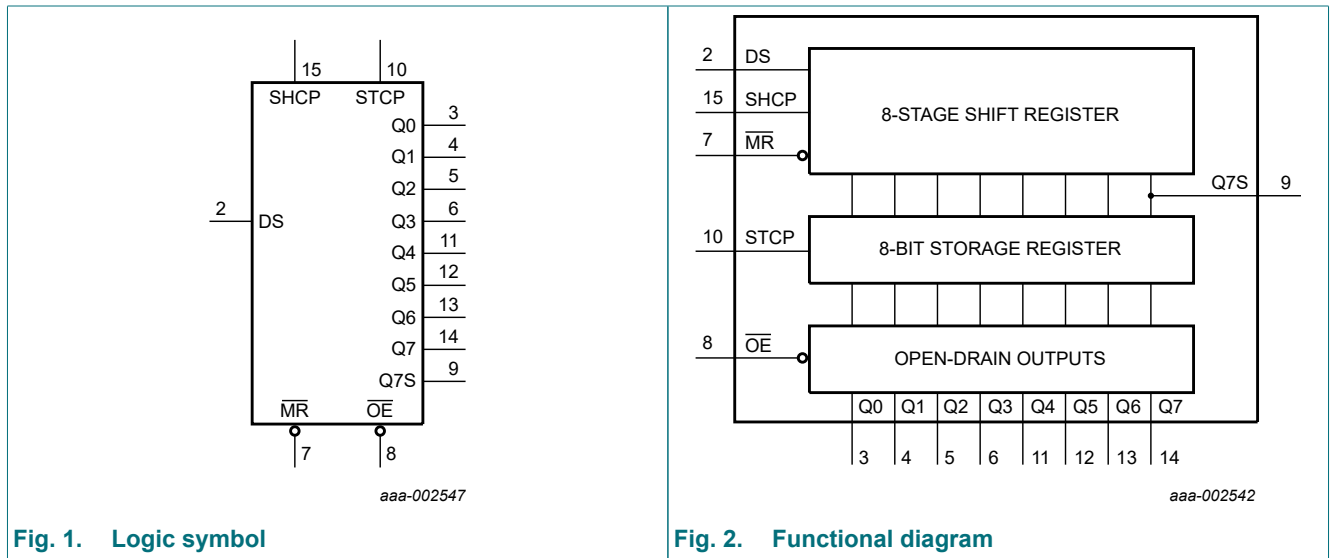 15
10
SHCP
STCP
Q0
3
Q1
4
Q2
5
Q3
6
2
DS
Q4
11
Q5
12
Q6
13
Q7
14
Q7S
9
MR
OE
7
8
aaa-002547
Fig. 1. Logic symbol
2
DS
15
SHCP
8-STAGE SHIFT REGISTER
7
MR
Q7S
9
10
STCP
8-BIT STORAGE REGISTER
8
OE
OPEN-DRAIN OUTPUTS
Q0 Q1 Q2 Q3 Q4 Q5 Q6 Q7
3 4 5 6 11 12 13 14
aaa-002542
Fig. 2. Functional diagram